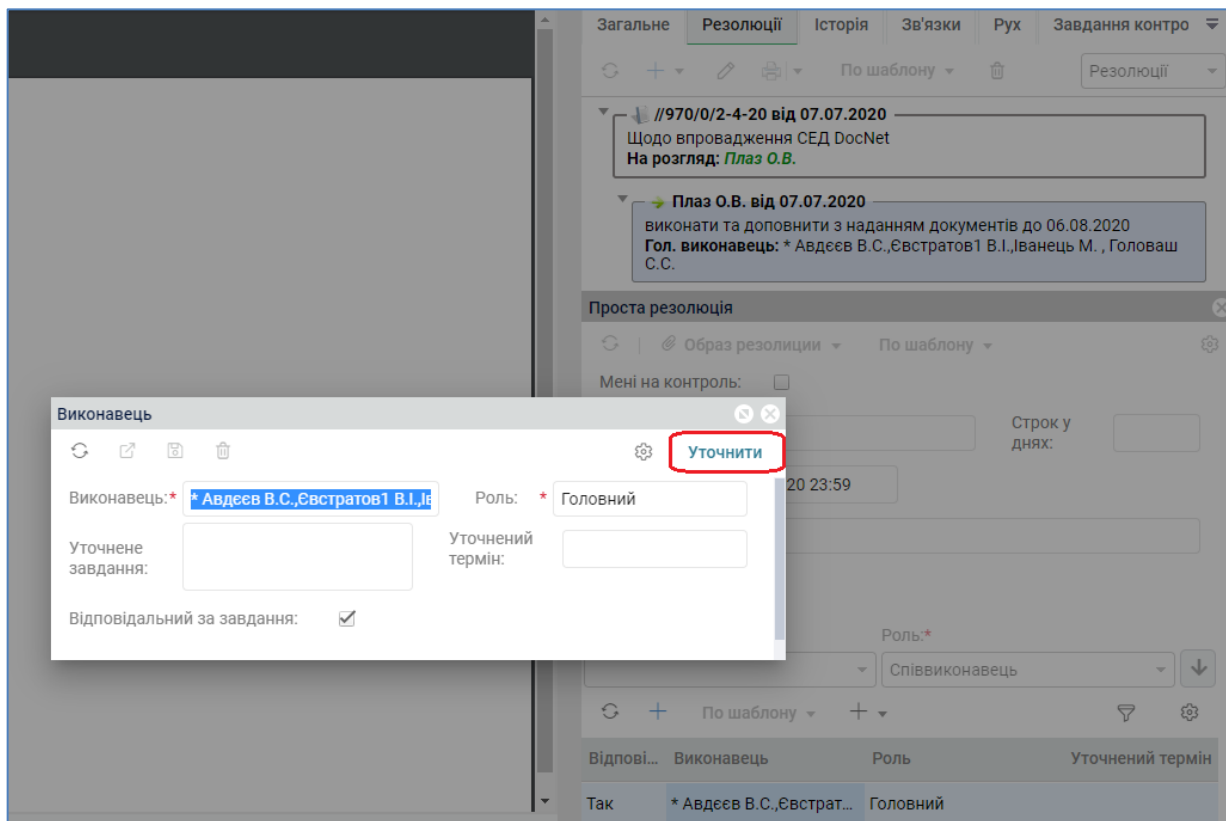 Загальне Резолюції Історія Зв'язки Рух Завдання контро
По шаблону Резолюції
//970/0/2-4-20 від 07.07.2020
Щодо впровадження СЕД DocNet
На розгляд: Плаз О.В.
Плаз О.В. від 07.07.2020
виконати та доповнити з наданням документів до 06.08.2020
Гол. виконавець: * Авдєєв В.С.,Євстратов1 В.І.,Іванець М. , Головаш
С.С.
Проста резолюція
Образ резолиции По шаблону
Мені на контроль:
Строк у
днях:
20 23:59
Виконавець
Уточнити
Виконавець:* * Авдєєв В.С.,Євстратов1 В.І.,Ів Роль: * Головний
Уточнене
завдання:
Уточнений
термін:
Відповідальний за завдання:
Роль:*
Співвиконавець
По шаблону
Відпові... Виконавець Роль Уточнений термін
Так * Авдєєв В.С.,Євстрат... Головний